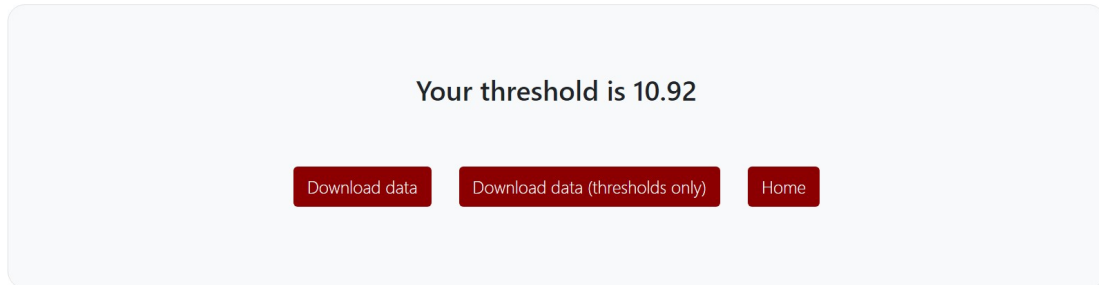 Your threshold is 10.92
Download data
Download data (thresholds only)
Home